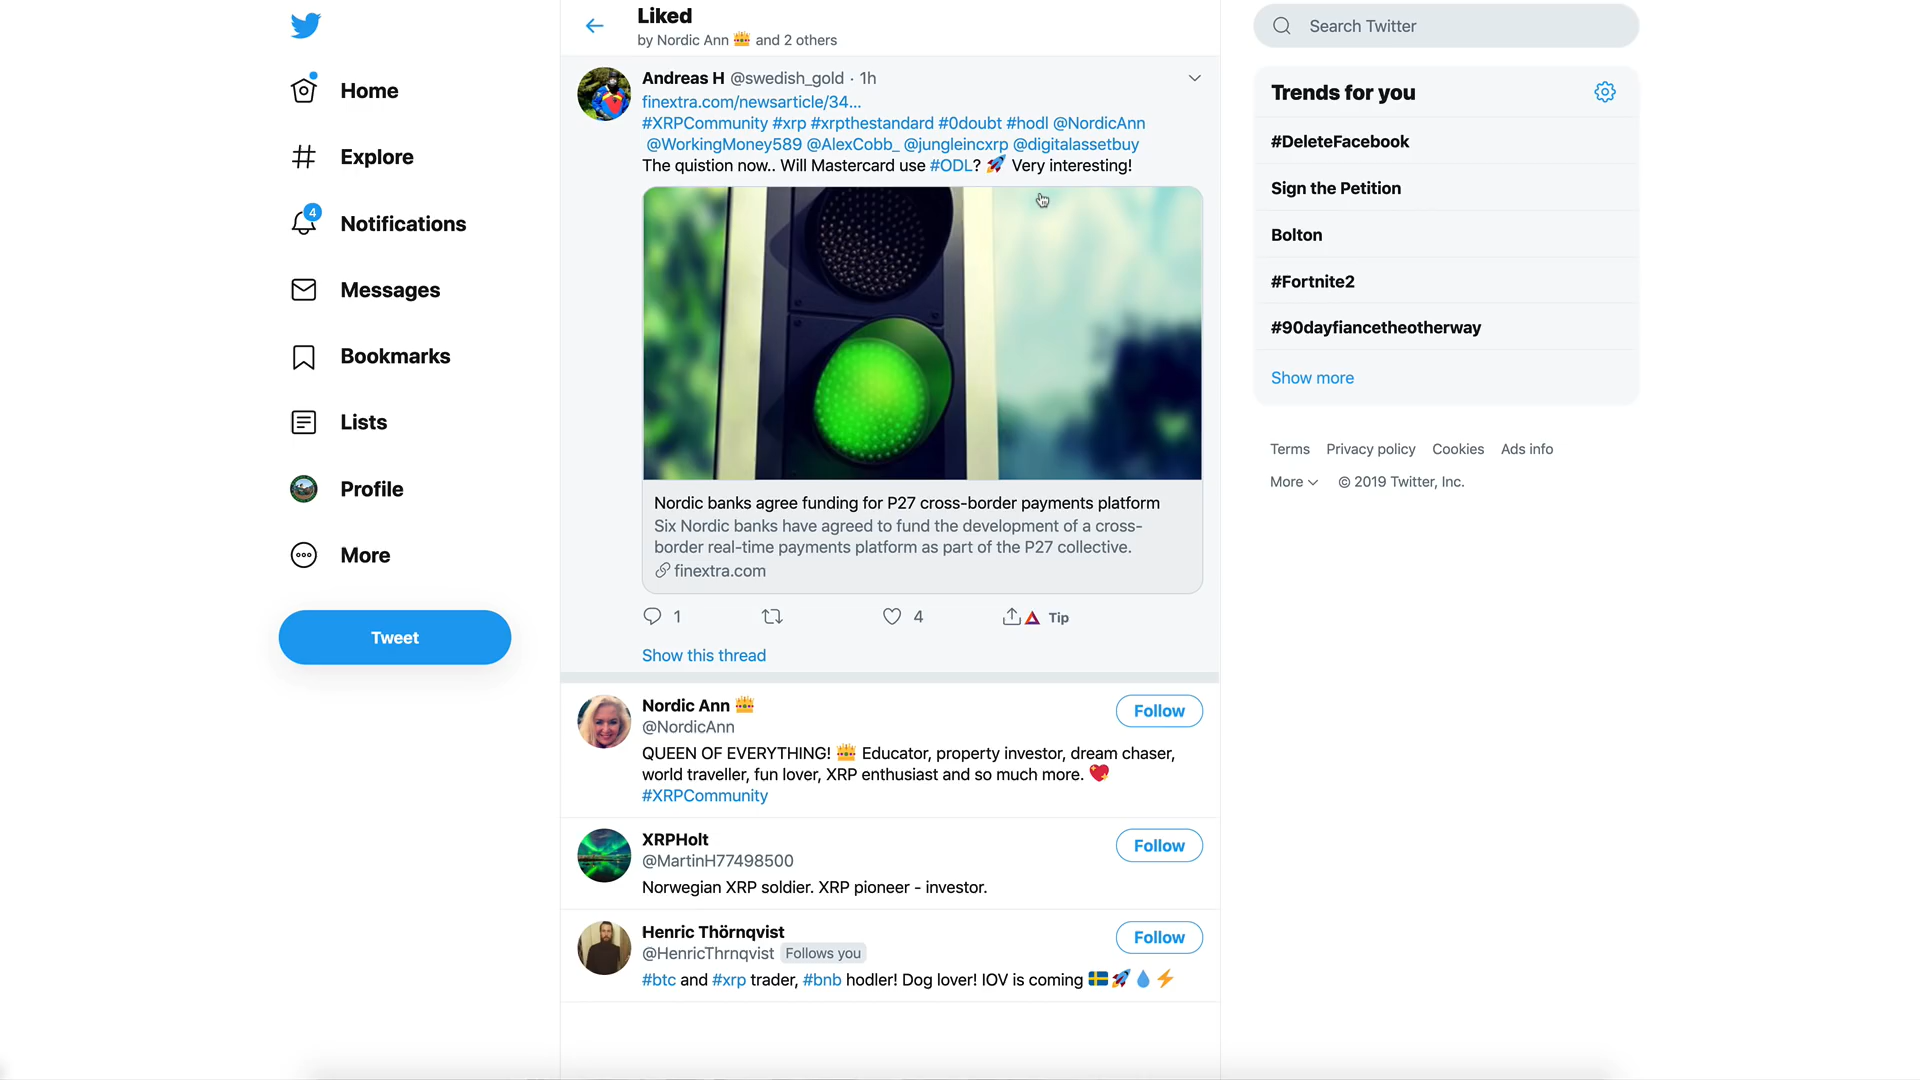 Home
Explore
4
Notifications
Messages
Bookmarks
Lists
Profile
More
Tweet
Liked
by Nordic Ann 👑 and 2 others
Andreas H @swedish_gold · 1h
finextra.com/newsarticle/34...
#XRPCommunity #xrp #xrpthestandard #0doubt #hodl @NordicAnn
@WorkingMoney589 @AlexCobb_ @jungleincxrp @digitalassetbuy
The quistion now.. Will Mastercard use #ODL? 🚀 Very interesting!
Nordic banks agree funding for P27 cross-border payments platform
Six Nordic banks have agreed to fund the development of a cross-
border real-time payments platform as part of the P27 collective.
finextra.com
1
4
Tip
Show this thread
Nordic Ann 👑
@NordicAnn
Follow
QUEEN OF EVERYTHING! 👑 Educator, property investor, dream chaser,
world traveller, fun lover, XRP enthusiast and so much more. 💖
#XRPCommunity
XRPHolt
@MartinH77498500
Follow
Norwegian XRP soldier. XRP pioneer - investor.
Henric Thörnqvist
@HenricThrnqvist Follows you
Follow
#btc and #xrp trader, #bnb hodler! Dog lover! IOV is coming 🇸🇪🚀💧⚡
Search Twitter
Trends for you
#DeleteFacebook
Sign the Petition
Bolton
#Fortnite2
#90dayfiancetheotherway
Show more
Terms Privacy policy Cookies Ads info
More © 2019 Twitter, Inc.